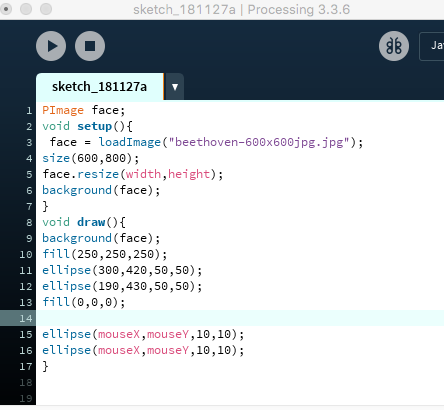 sketch_181127a | Processing 3.3.6
Ja
sketch_181127a ▼
1 PImage face;
2 void setup(){
3  face = loadImage("beethoven-600x600jpg.jpg");
4 size(600,800);
5 face.resize(width,height);
6 background(face);
7 }
8 void draw(){
9 background(face);
10 fill(250,250,250);
11 ellipse(300,420,50,50);
12 ellipse(190,430,50,50);
13 fill(0,0,0);
14
15 ellipse(mouseX,mouseY,10,10);
16 ellipse(mouseX,mouseY,10,10);
17 }
18
19